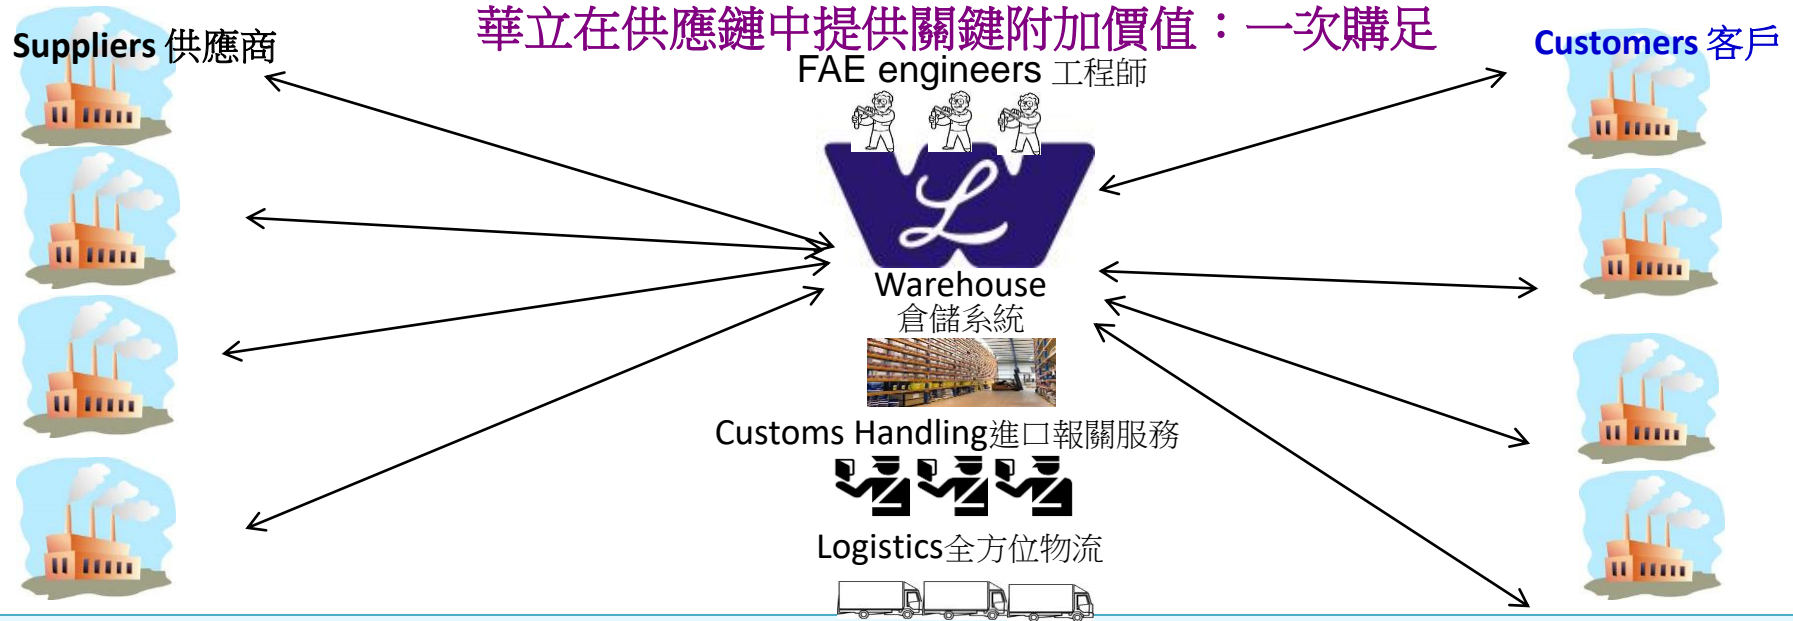 華立在供應鏈中提供關鍵附加價值：一次購足
Suppliers 供應商
Customers 客戶
FAE engineers 工程師
L
Warehouse
倉儲系統
Customs Handling進口報關服務
Logistics全方位物流